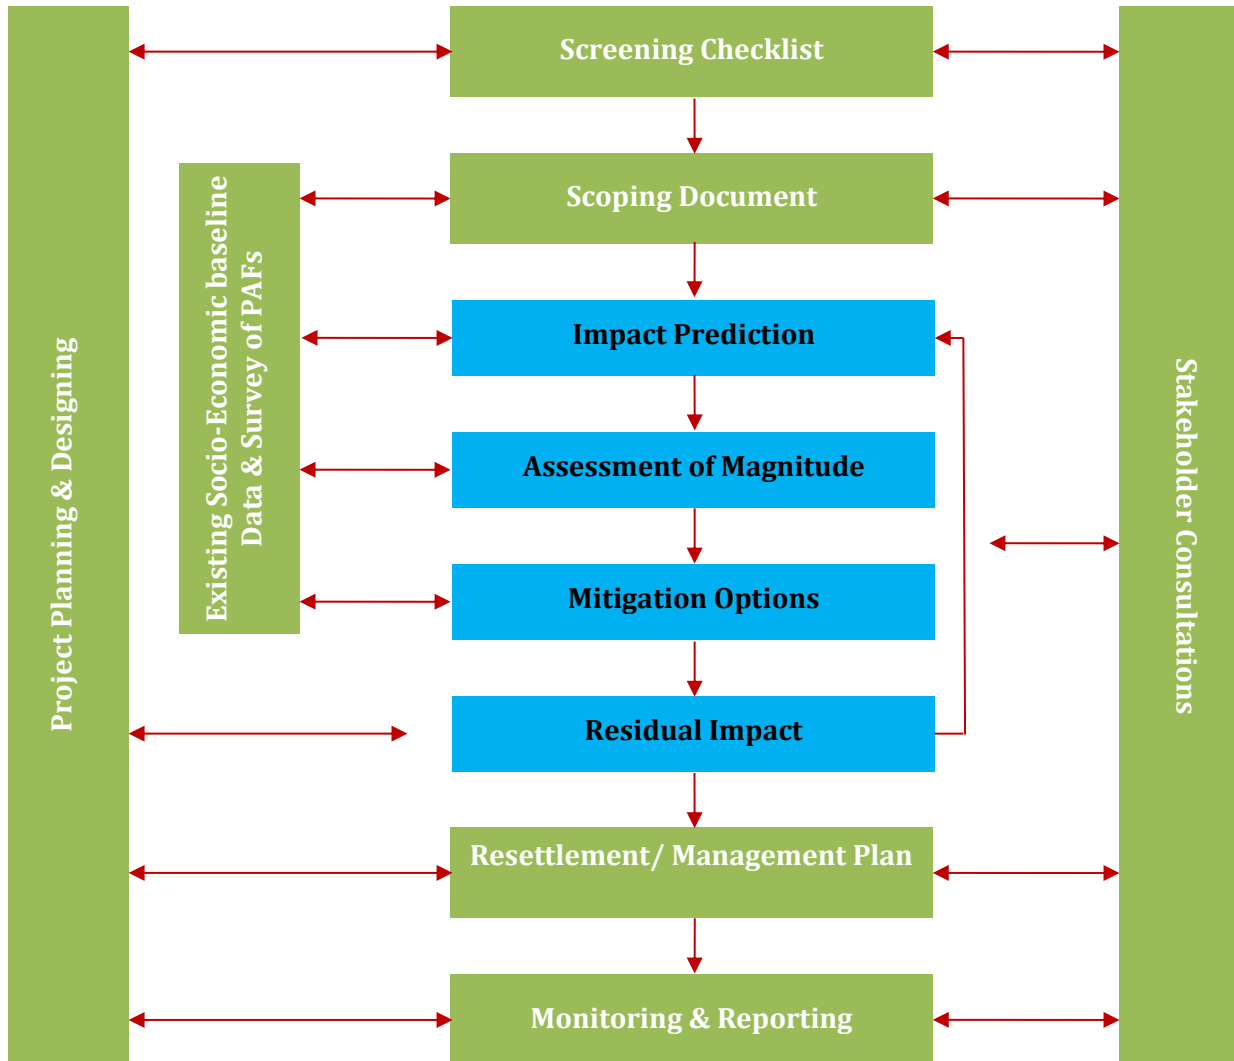 Project Planning & Designing
Existing Socio-Economic baseline
Data & Survey of PAFs
Screening Checklist
Scoping Document
Impact Prediction
Assessment of Magnitude
Mitigation Options
Residual Impact
Resettlement/ Management Plan
Monitoring & Reporting
Stakeholder Consultations